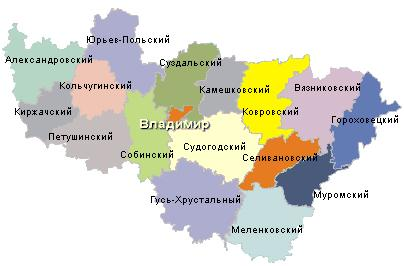 Юрьев-Польский
Александровский
Суздальский
Кольчугинский
Камешковский
Вязниковский
Киржачский
Ковровский
Гороховецкий
Владимир
Петушинский
Судогодский
Собинский
Селивановский
Гусь-Хрустальный
Муромский
Меленковский